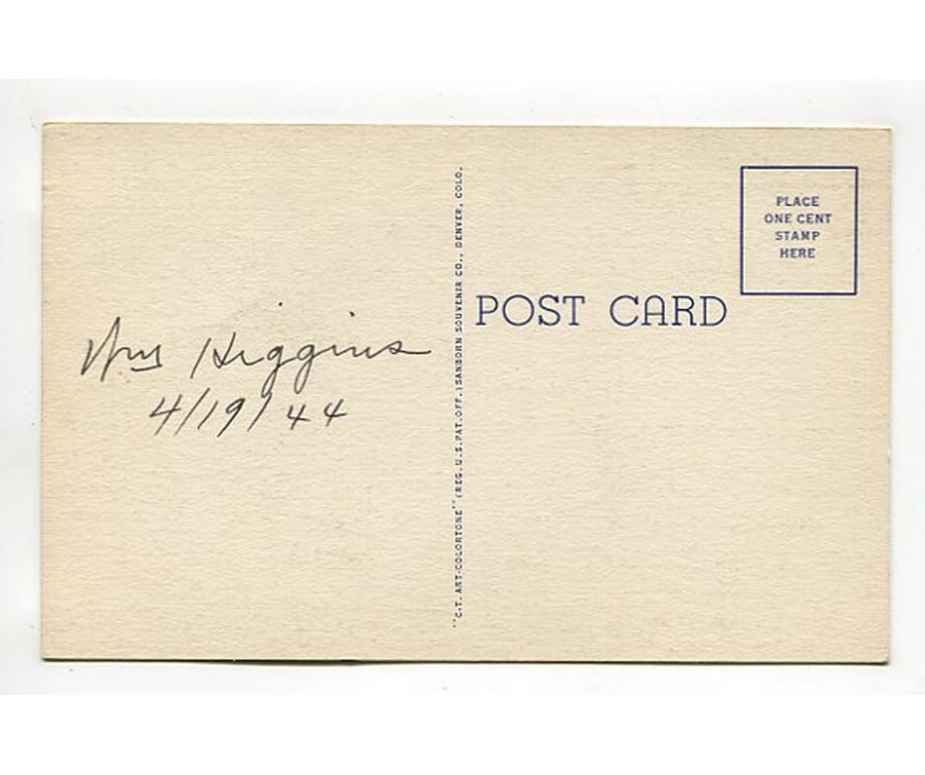 Wm Higgins
4/19/44
"C.T. ART-COLORTONE" (REG. U.S. PAT. OFF.) SANBORN SOUVENIR CO., DENVER, COLO.
POST CARD
PLACE
ONE CENT
STAMP
HERE